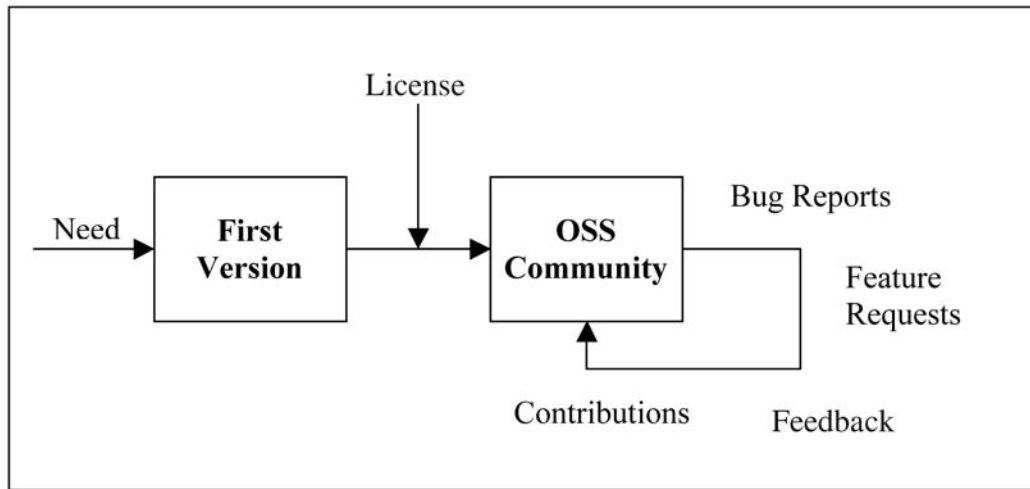 License
Need
First
Version
OSS
Community
Bug Reports
Feature
Requests
Contributions
Feedback